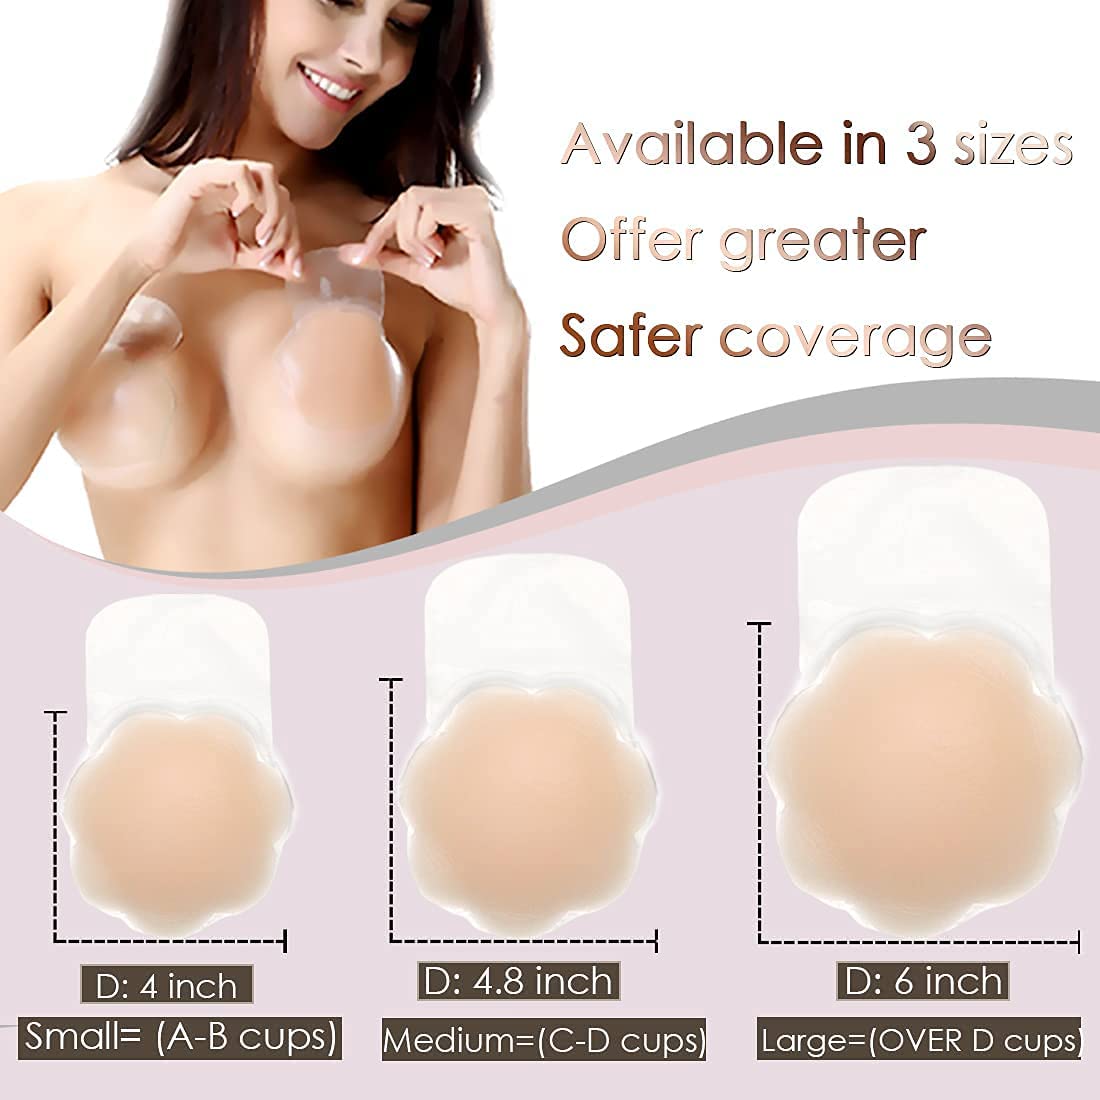 Available in 3 sizes
Offer greater
Safer coverage
D: 4 inch
Small= (A-B cups)
D: 4.8 inch
Medium=(C-D cups)
D: 6 inch
Large=(OVER D cups)